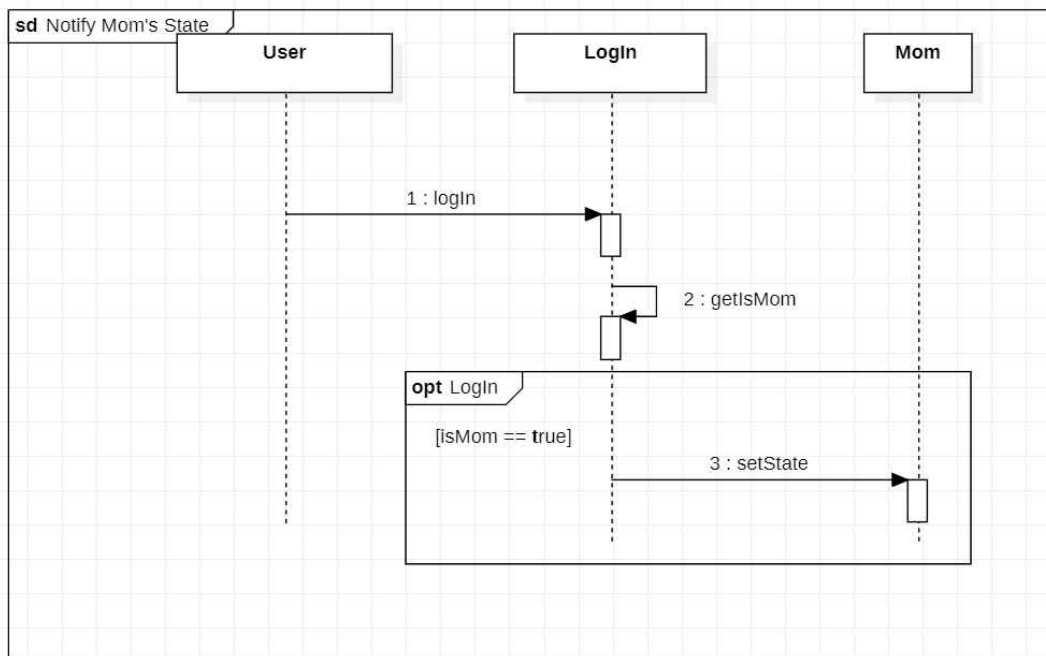 sd Notify Mom's State
User
LogIn
Mom
1 : logIn
2 : getIsMom
opt LogIn
[isMom == true]
3 : setState